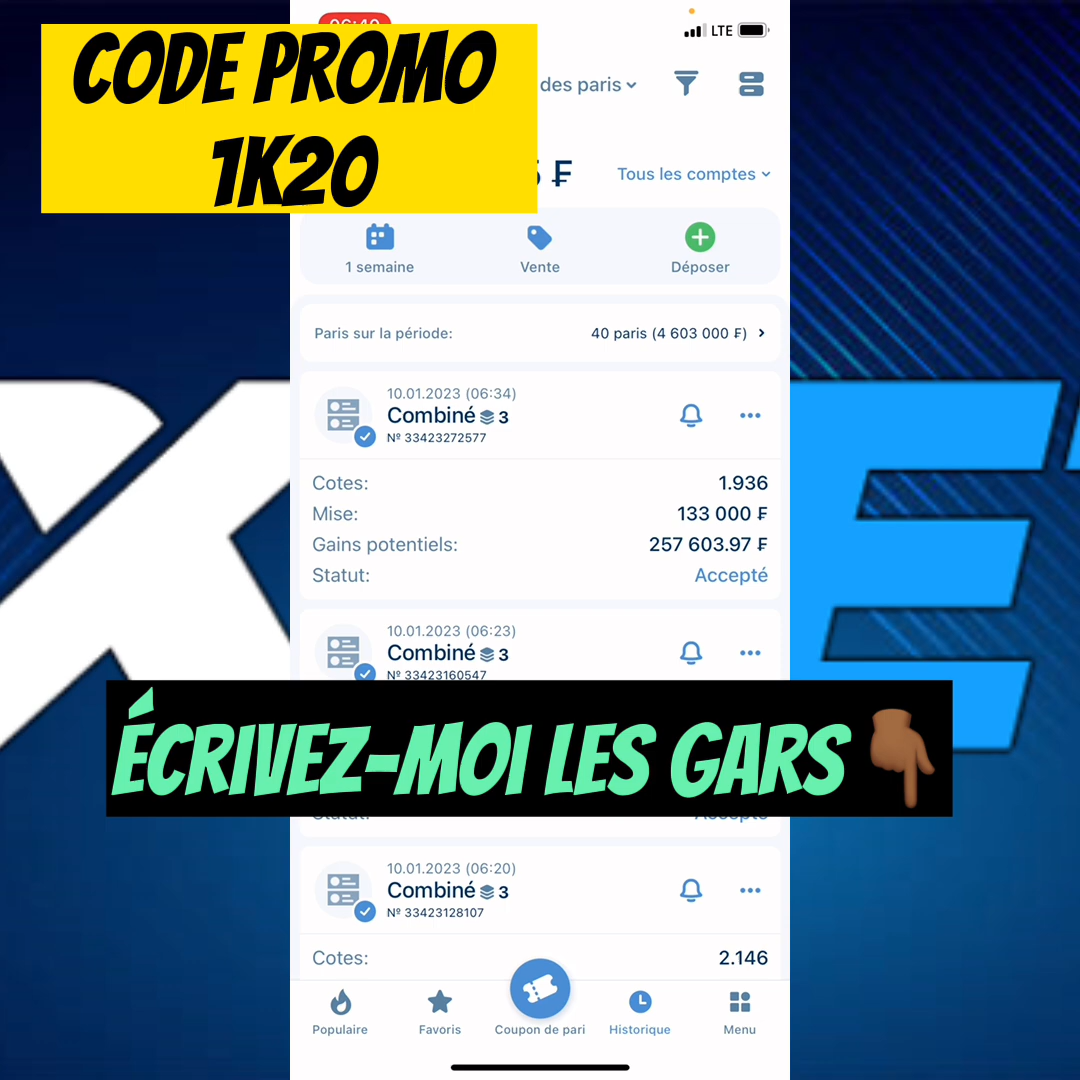 CODE PROMO
1K20
LTE
des paris
₣
Tous les comptes
1 semaine
Vente
Déposer
Paris sur la période:
40 paris (4 603 000 ₣)
10.01.2023 (06:34)
Combiné 3
Nº 33423272577
Cotes:
1.936
Mise:
133 000 ₣
Gains potentiels:
257 603.97 ₣
Statut:
Accepté
10.01.2023 (06:23)
Combiné 3
Nº 33423160547
ÉCRIVEZ-MOI LES GARS
Statut:
Accepté
10.01.2023 (06:20)
Combiné 3
Nº 33423128107
Cotes:
2.146
Populaire
Favoris
Coupon de pari
Historique
Menu